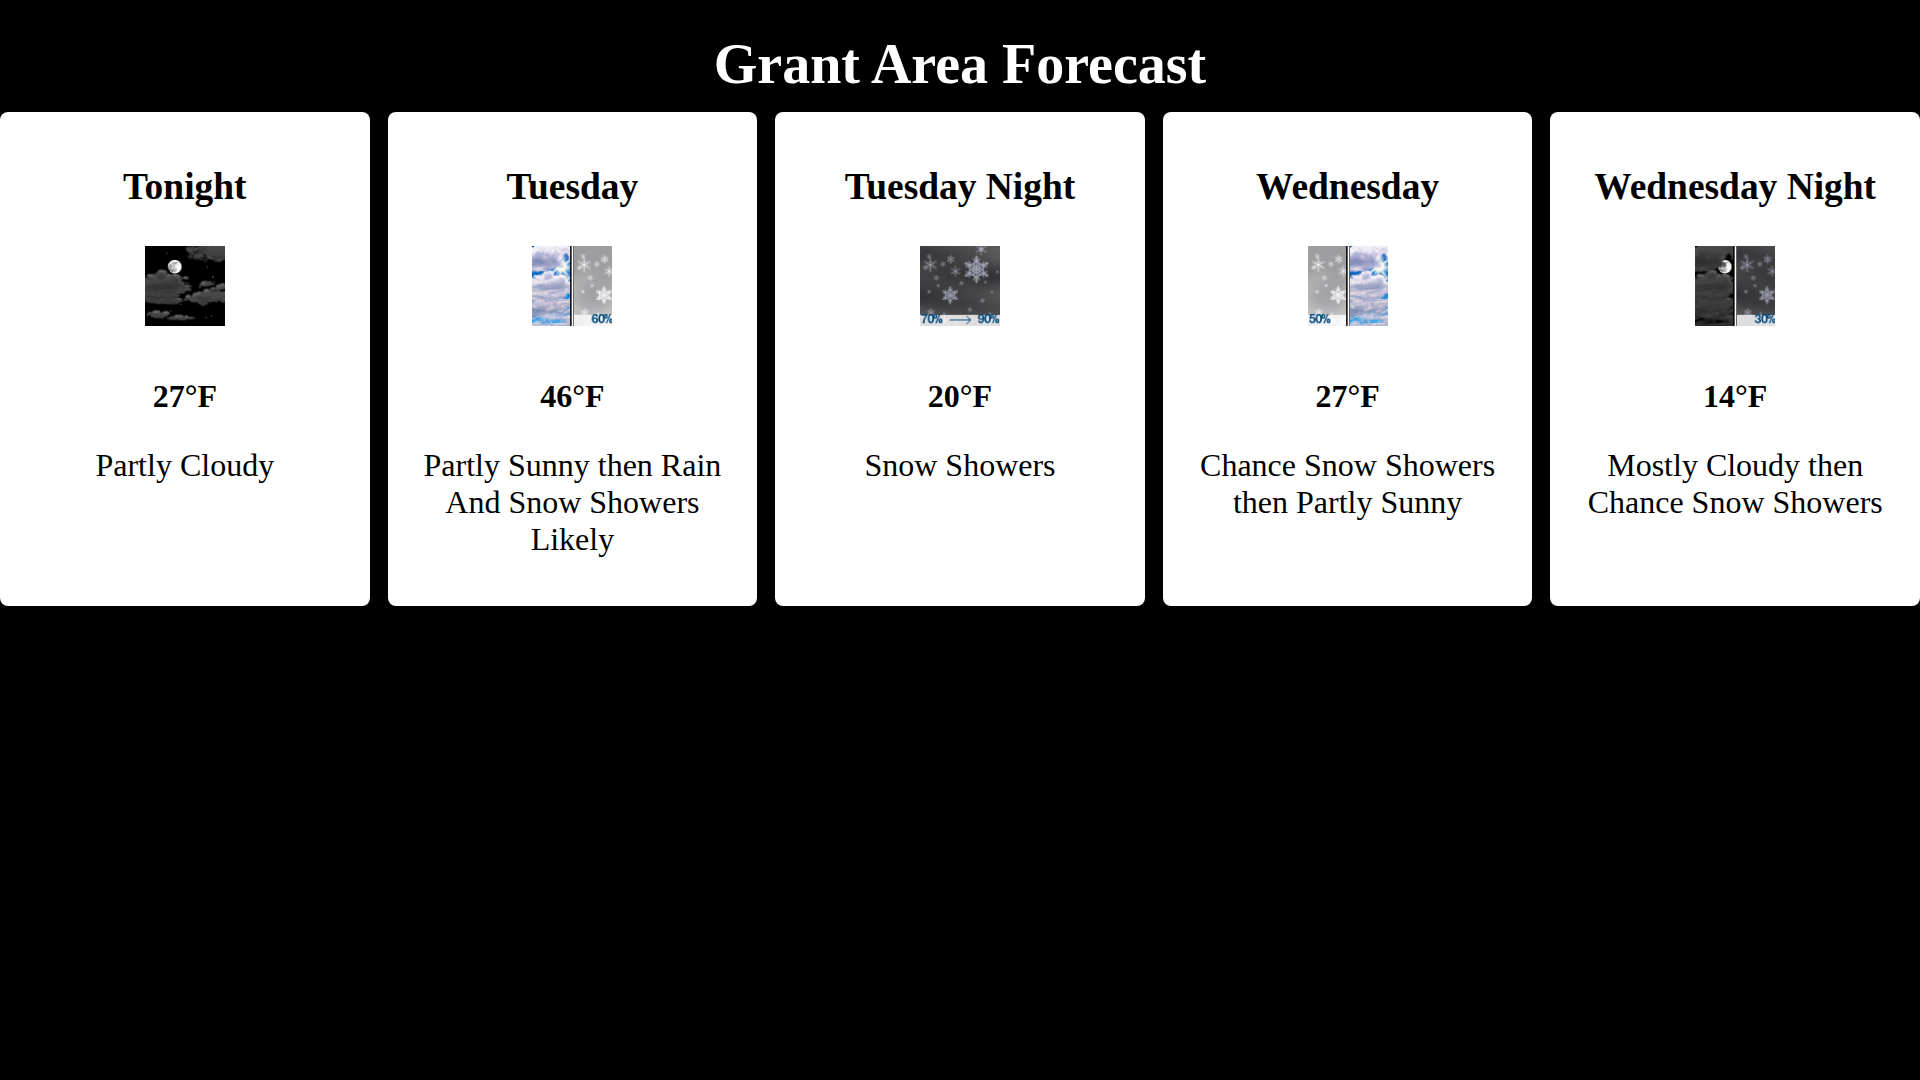 Grant Area Forecast
Tonight
27°F
Partly Cloudy
Tuesday
60%
46°F
Partly Sunny then Rain
And Snow Showers
Likely
Tuesday Night
70% → 90%
20°F
Snow Showers
Wednesday
50%
27°F
Chance Snow Showers
then Partly Sunny
Wednesday Night
30%
14°F
Mostly Cloudy then
Chance Snow Showers